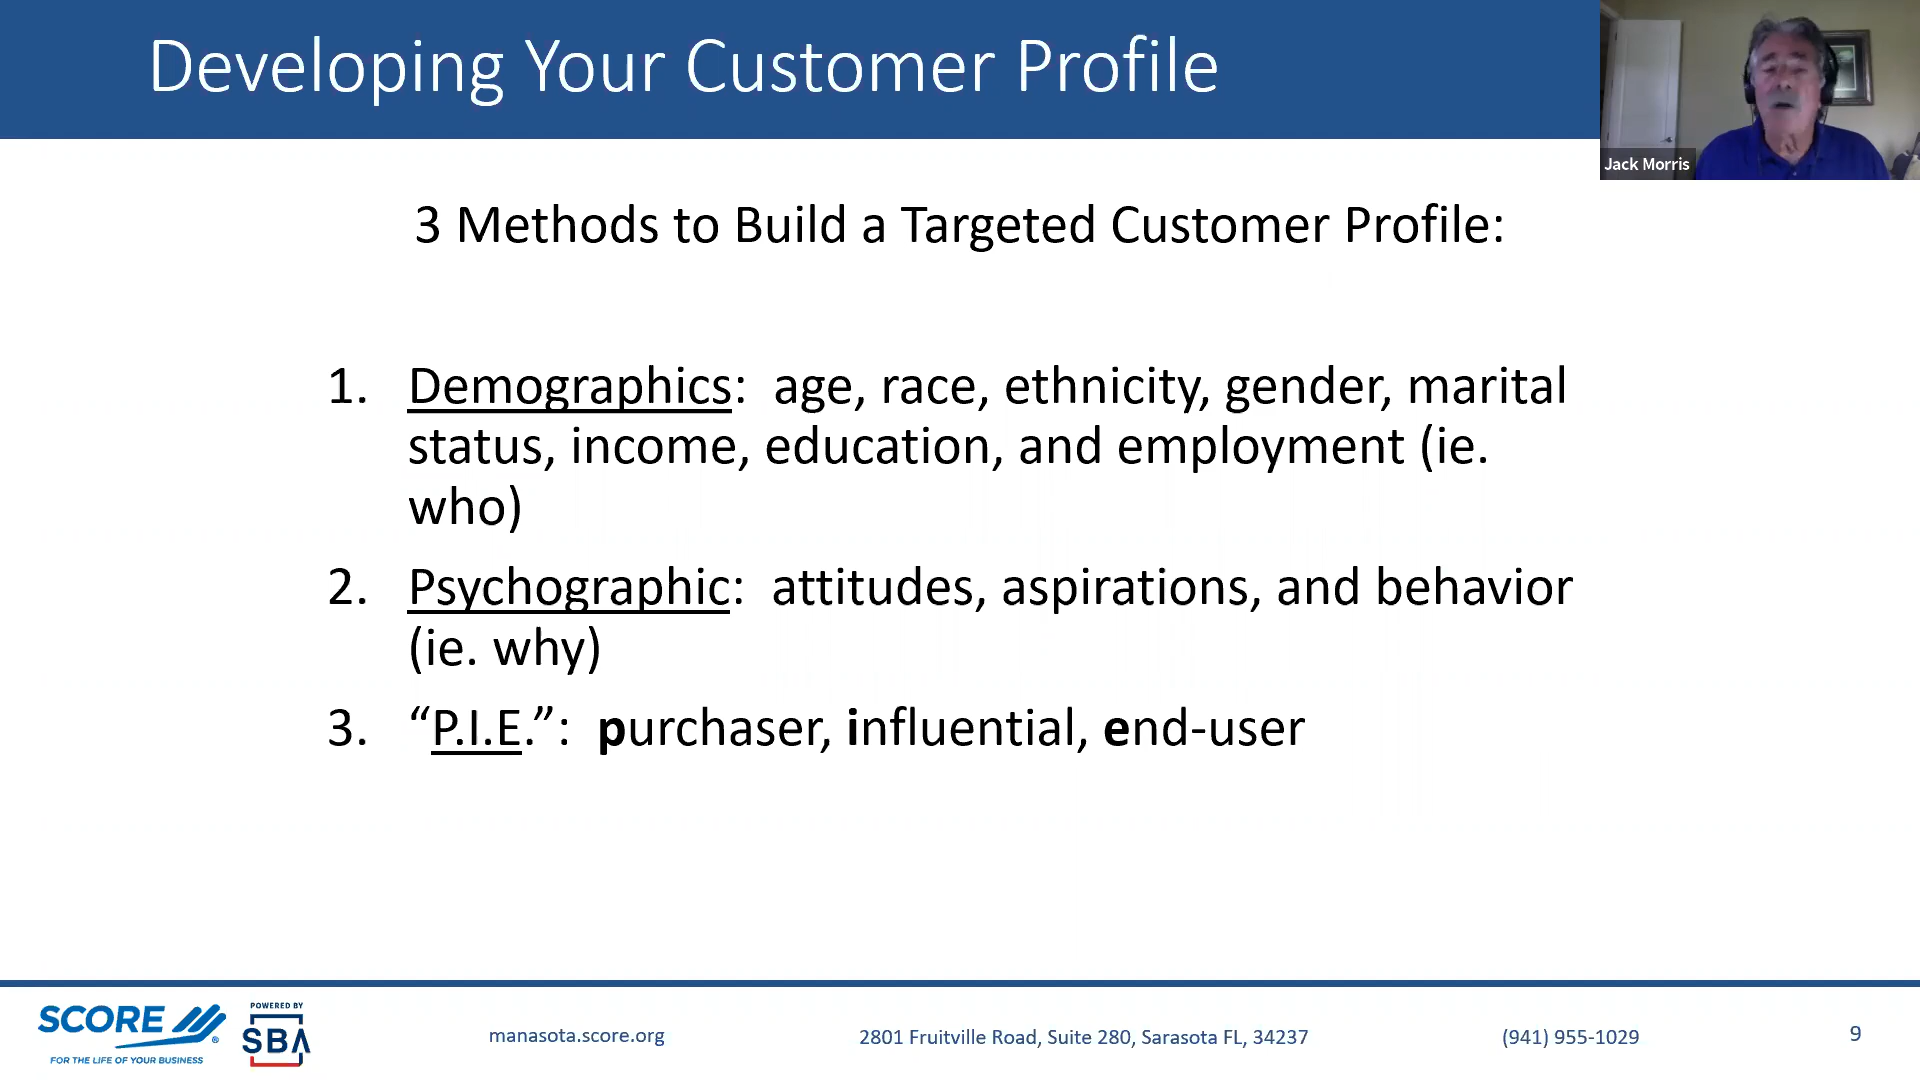 Developing Your Customer Profile
Jack Morris
3 Methods to Build a Targeted Customer Profile:
1. Demographics: age, race, ethnicity, gender, marital
status, income, education, and employment (ie.
who)
2. Psychographic: attitudes, aspirations, and behavior
(ie. why)
3. “P.I.E.”: purchaser, influential, end-user
SCORE ®
FOR THE LIFE OF YOUR BUSINESS
POWERED BY
SBA
manasota.score.org
2801 Fruitville Road, Suite 280, Sarasota FL, 34237
(941) 955-1029
9